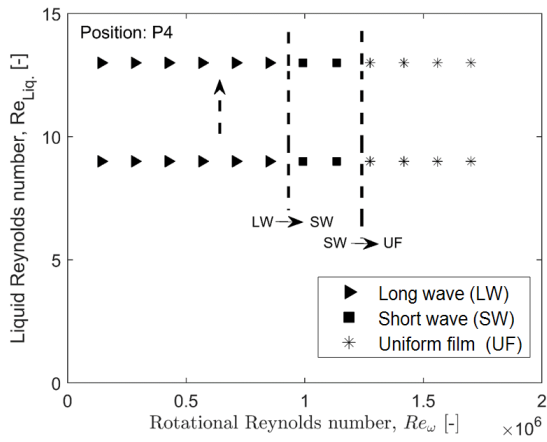 15
Position: P4
10
5
0
Liquid Reynolds number, Re_Liq. [-]
LW SW
SW UF
Long wave (LW)
Short wave (SW)
Uniform film (UF)
0 0.5 1 1.5 2
Rotational Reynolds number, Re_ω [-]
×10^6